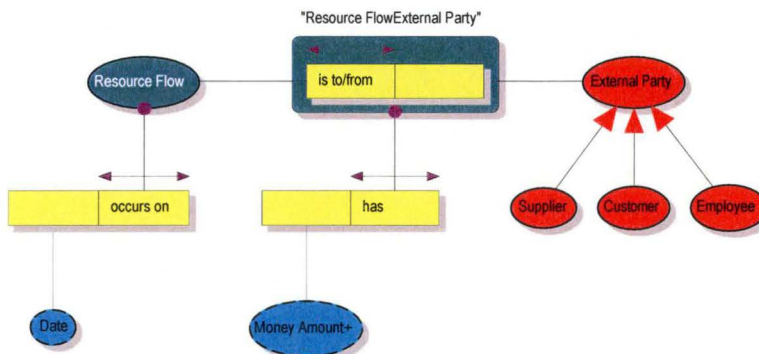 "Resource FlowExternal Party"
Resource Flow
is to/from
External Party
occurs on
has
Supplier
Customer
Employee
Date
Money Amount+